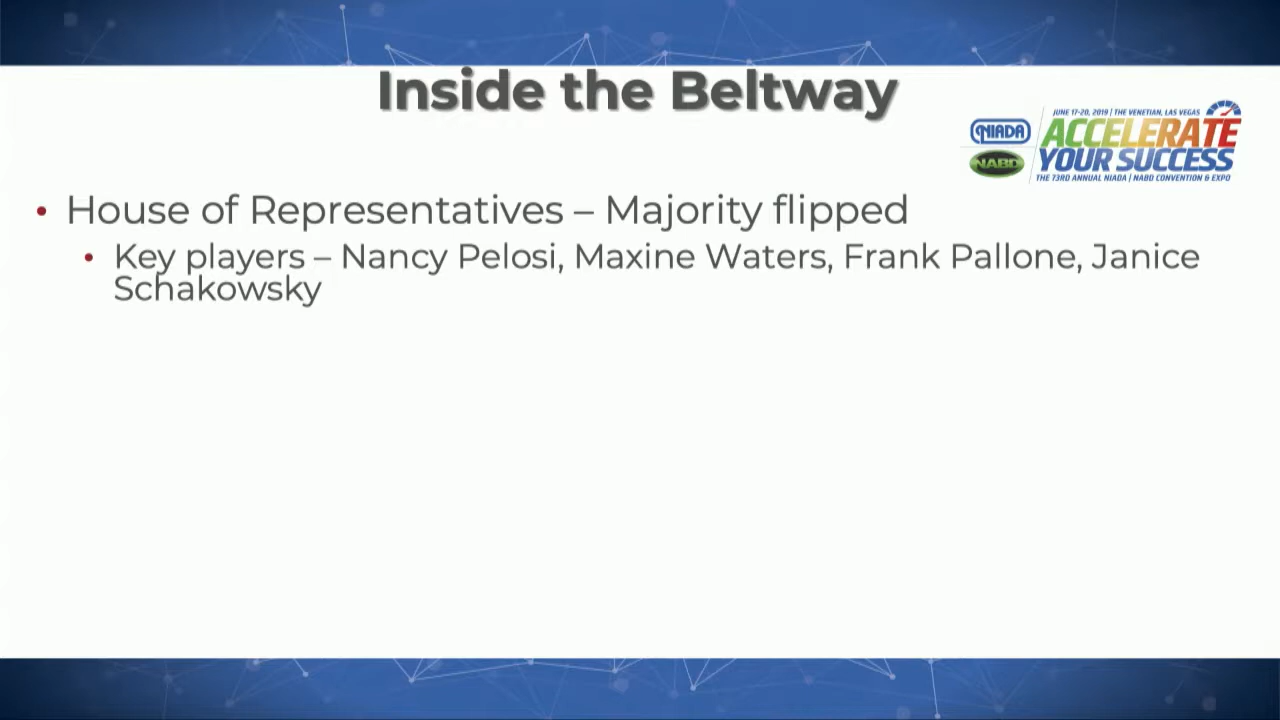 Inside the Beltway
JUNE 17-20, 2019 | THE VENETIAN, LAS VEGAS
NIADA
ACCELERATE
NABD
YOUR SUCCESS
THE 73RD ANNUAL NIADA | NABD CONVENTION & EXPO
• House of Representatives – Majority flipped
• Key players – Nancy Pelosi, Maxine Waters, Frank Pallone, Janice
Schakowsky